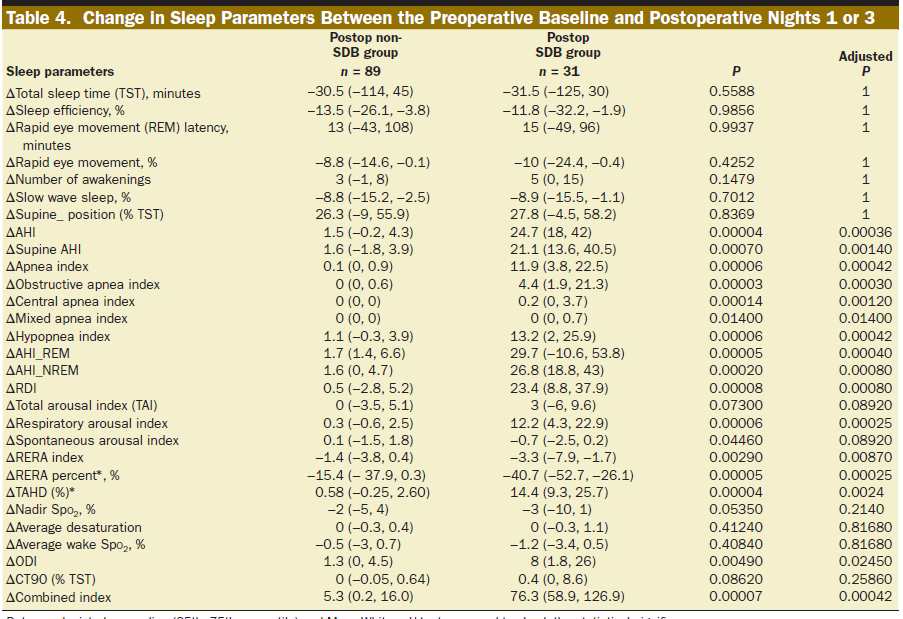 Table 4. Change in Sleep Parameters Between the Preoperative Baseline and Postoperative Nights 1 or 3
Postop non- Postop
SDB group SDB group Adjusted
Sleep parameters n = 89 n = 31 P P
ΔTotal sleep time (TST), minutes −30.5 (−114, 45) −31.5 (−125, 30) 0.5588 1
ΔSleep efficiency, % −13.5 (−26.1, −3.8) −11.8 (−32.2, −1.9) 0.9856 1
ΔRapid eye movement (REM) latency, 13 (−43, 108) 15 (−49, 96) 0.9937 1
minutes
ΔRapid eye movement, % −8.8 (−14.6, −0.1) −10 (−24.4, −0.4) 0.4252 1
ΔNumber of awakenings 3 (−1, 8) 5 (0, 15) 0.1479 1
ΔSlow wave sleep, % −8.8 (−15.2, −2.5) −8.9 (−15.5, −1.1) 0.7012 1
ΔSupine_ position (% TST) 26.3 (−9, 55.9) 27.8 (−4.5, 58.2) 0.8369 1
ΔAHI 1.5 (−0.2, 4.3) 24.7 (18, 42) 0.00004 0.00036
ΔSupine AHI 1.6 (−1.8, 3.9) 21.1 (13.6, 40.5) 0.00070 0.00140
ΔApnea index 0.1 (0, 0.9) 11.9 (3.8, 22.5) 0.00006 0.00042
ΔObstructive apnea index 0 (0, 0.6) 4.4 (1.9, 21.3) 0.00003 0.00030
ΔCentral apnea index 0 (0, 0) 0.2 (0, 3.7) 0.00014 0.00120
ΔMixed apnea index 0 (0, 0) 0 (0, 0.7) 0.01400 0.01400
ΔHypopnea index 1.1 (−0.3, 3.9) 13.2 (2, 25.9) 0.00006 0.00042
ΔAHI_REM 1.7 (1.4, 6.6) 29.7 (−10.6, 53.8) 0.00005 0.00040
ΔAHI_NREM 1.6 (0, 4.7) 26.8 (18.8, 43) 0.00020 0.00080
ΔRDI 0.5 (−2.8, 5.2) 23.4 (8.8, 37.9) 0.00008 0.00080
ΔTotal arousal index (TAI) 0 (−3.5, 5.1) 3 (−6, 9.6) 0.07300 0.08920
ΔRespiratory arousal index 0.3 (−0.6, 2.5) 12.2 (4.3, 22.9) 0.00006 0.00025
ΔSpontaneous arousal index 0.1 (−1.5, 1.8) −0.7 (−2.5, 0.2) 0.04460 0.08920
ΔRERA index −1.4 (−3.8, 0.4) −3.3 (−7.9, −1.7) 0.00290 0.00870
ΔRERA percent*, % −15.4 (− 37.9, 0.3) −40.7 (−52.7, −26.1) 0.00005 0.00025
ΔTAHD (%)* 0.58 (−0.25, 2.60) 14.4 (9.3, 25.7) 0.00004 0.0024
ΔNadir Spo₂, % −2 (−5, 4) −3 (−10, 1) 0.05350 0.2140
ΔAverage desaturation 0 (−0.3, 0.4) 0 (−0.3, 1.1) 0.41240 0.81680
ΔAverage wake Spo₂, % −0.5 (−3, 0.7) −1.2 (−3.4, 0.5) 0.40840 0.81680
ΔODI 1.3 (0, 4.5) 8 (1.8, 26) 0.00490 0.02450
ΔCT90 (% TST) 0 (−0.05, 0.64) 0.4 (0, 8.6) 0.08620 0.25860
ΔCombined index 5.3 (0.2, 16.0) 76.3 (58.9, 126.9) 0.00007 0.00042